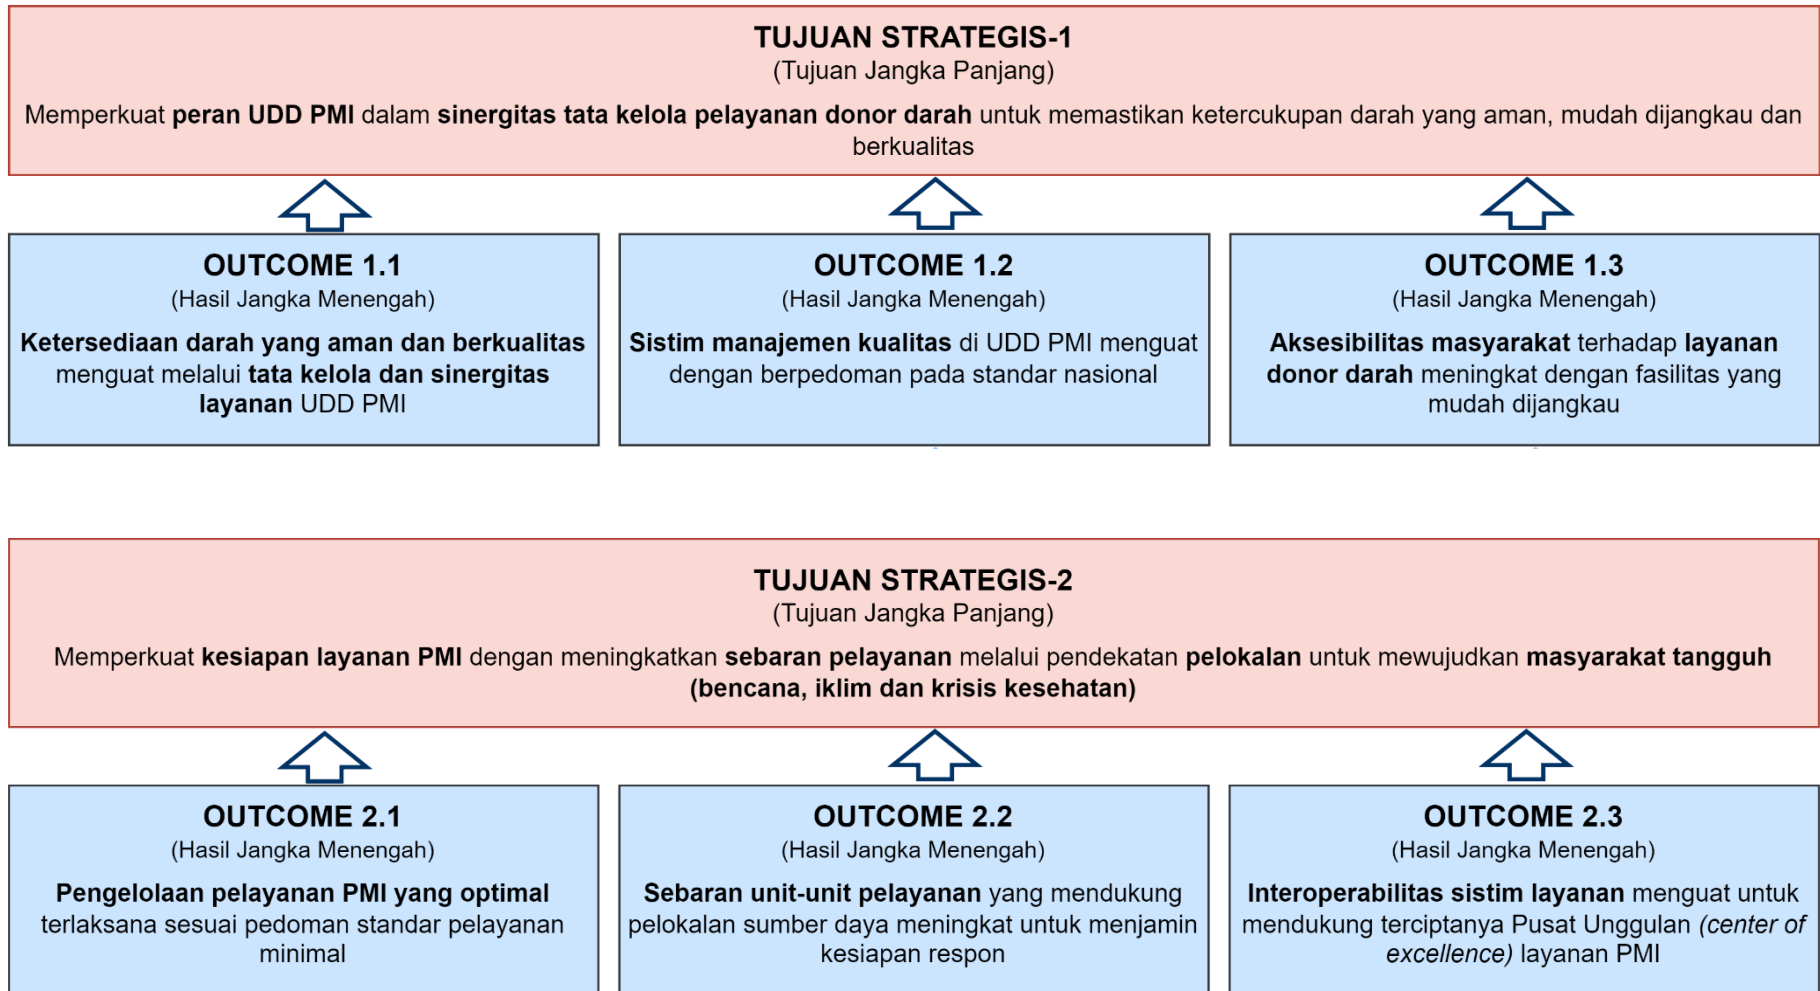 TUJUAN STRATEGIS-1
(Tujuan Jangka Panjang)
Memperkuat peran UDD PMI dalam sinergitas tata kelola pelayanan donor darah untuk memastikan ketercukupan darah yang aman, mudah dijangkau dan
berkualitas
OUTCOME 1.1
(Hasil Jangka Menengah)
Ketersediaan darah yang aman dan berkualitas
menguat melalui tata kelola dan sinergitas
layanan UDD PMI
OUTCOME 1.2
(Hasil Jangka Menengah)
Sistim manajemen kualitas di UDD PMI menguat
dengan berpedoman pada standar nasional
OUTCOME 1.3
(Hasil Jangka Menengah)
Aksesibilitas masyarakat terhadap layanan
donor darah meningkat dengan fasilitas yang
mudah dijangkau
TUJUAN STRATEGIS-2
(Tujuan Jangka Panjang)
Memperkuat kesiapan layanan PMI dengan meningkatkan sebaran pelayanan melalui pendekatan pelokalan untuk mewujudkan masyarakat tangguh
(bencana, iklim dan krisis kesehatan)
OUTCOME 2.1
(Hasil Jangka Menengah)
Pengelolaan pelayanan PMI yang optimal
terlaksana sesuai pedoman standar pelayanan
minimal
OUTCOME 2.2
(Hasil Jangka Menengah)
Sebaran unit-unit pelayanan yang mendukung
pelokalan sumber daya meningkat untuk menjamin
kesiapan respon
OUTCOME 2.3
(Hasil Jangka Menengah)
Interoperabilitas sistim layanan menguat untuk
mendukung terciptanya Pusat Unggulan (center of
excellence) layanan PMI